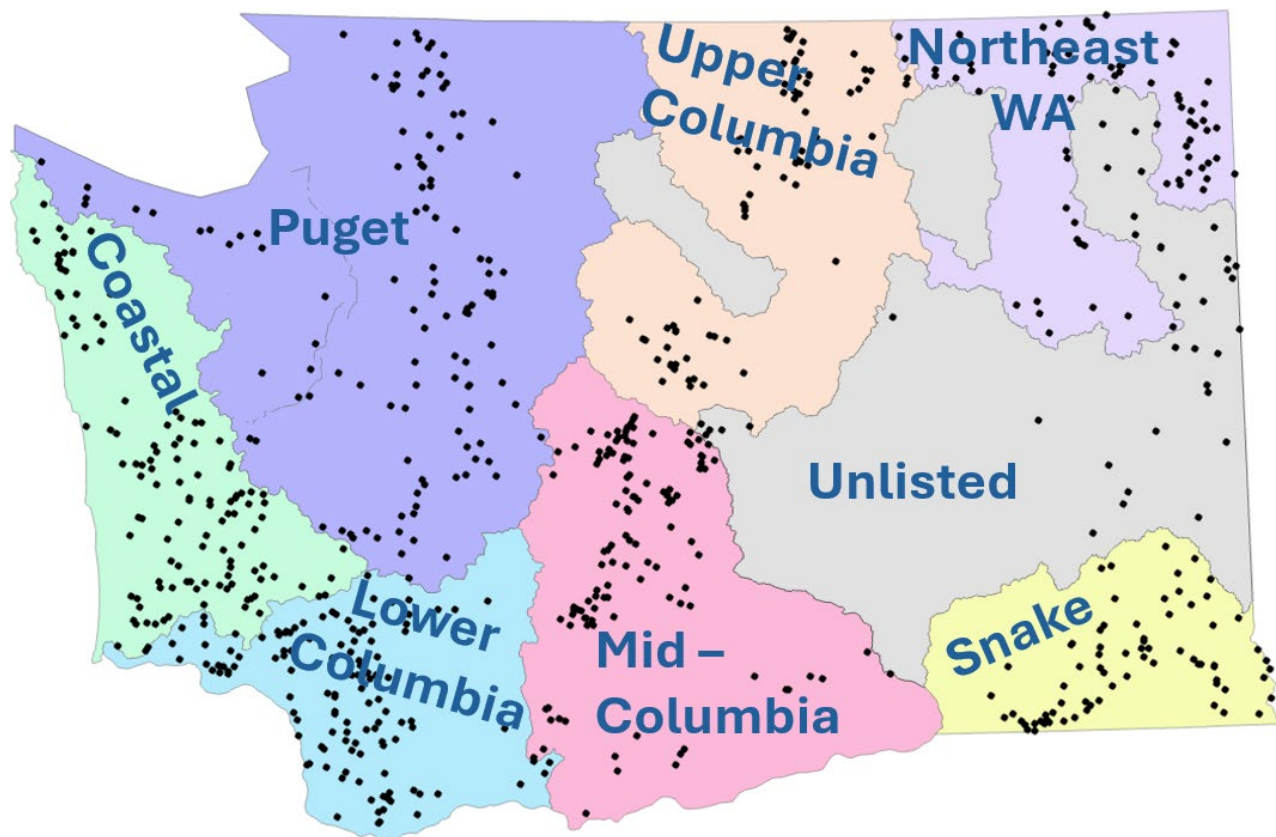 Upper
Columbia
Northeast
WA
Puget
Coastal
Unlisted
Lower
Columbia
Mid –
Columbia
Snake